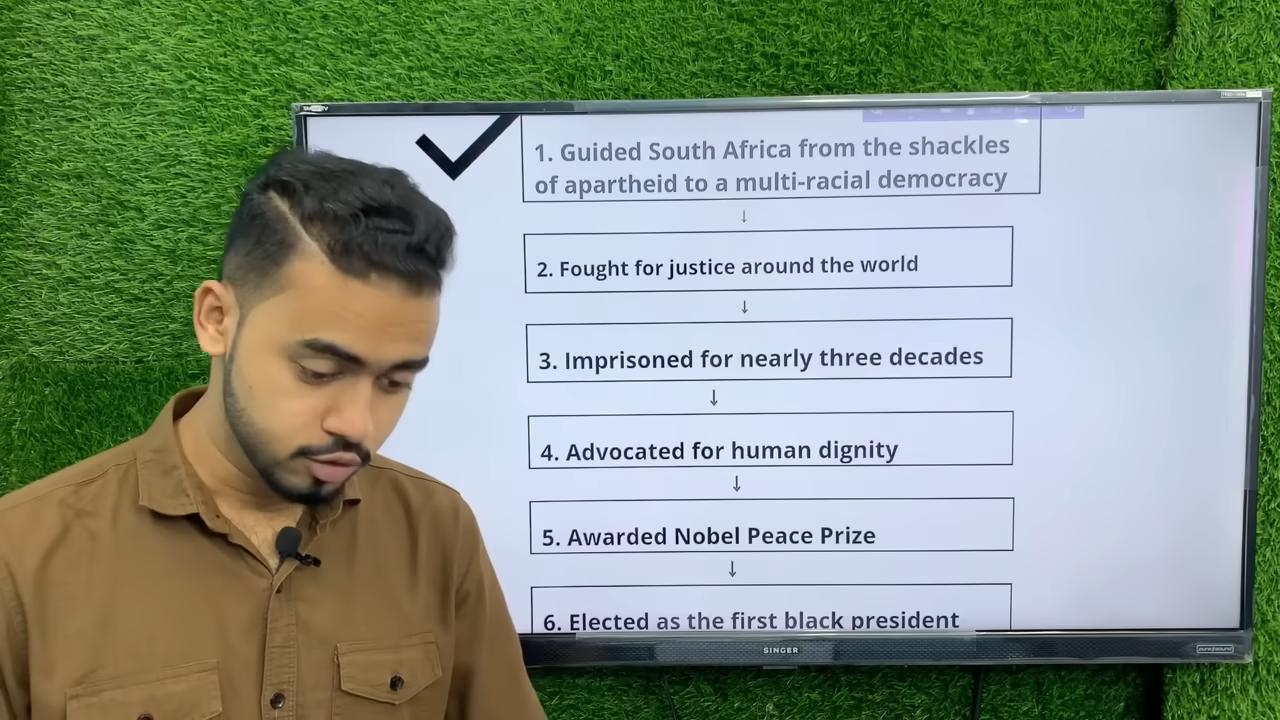 1. Guided South Africa from the shackles
of apartheid to a multi-racial democracy
↓
2. Fought for justice around the world
↓
3. Imprisoned for nearly three decades
↓
4. Advocated for human dignity
↓
5. Awarded Nobel Peace Prize
↓
6. Elected as the first black president
SINGER